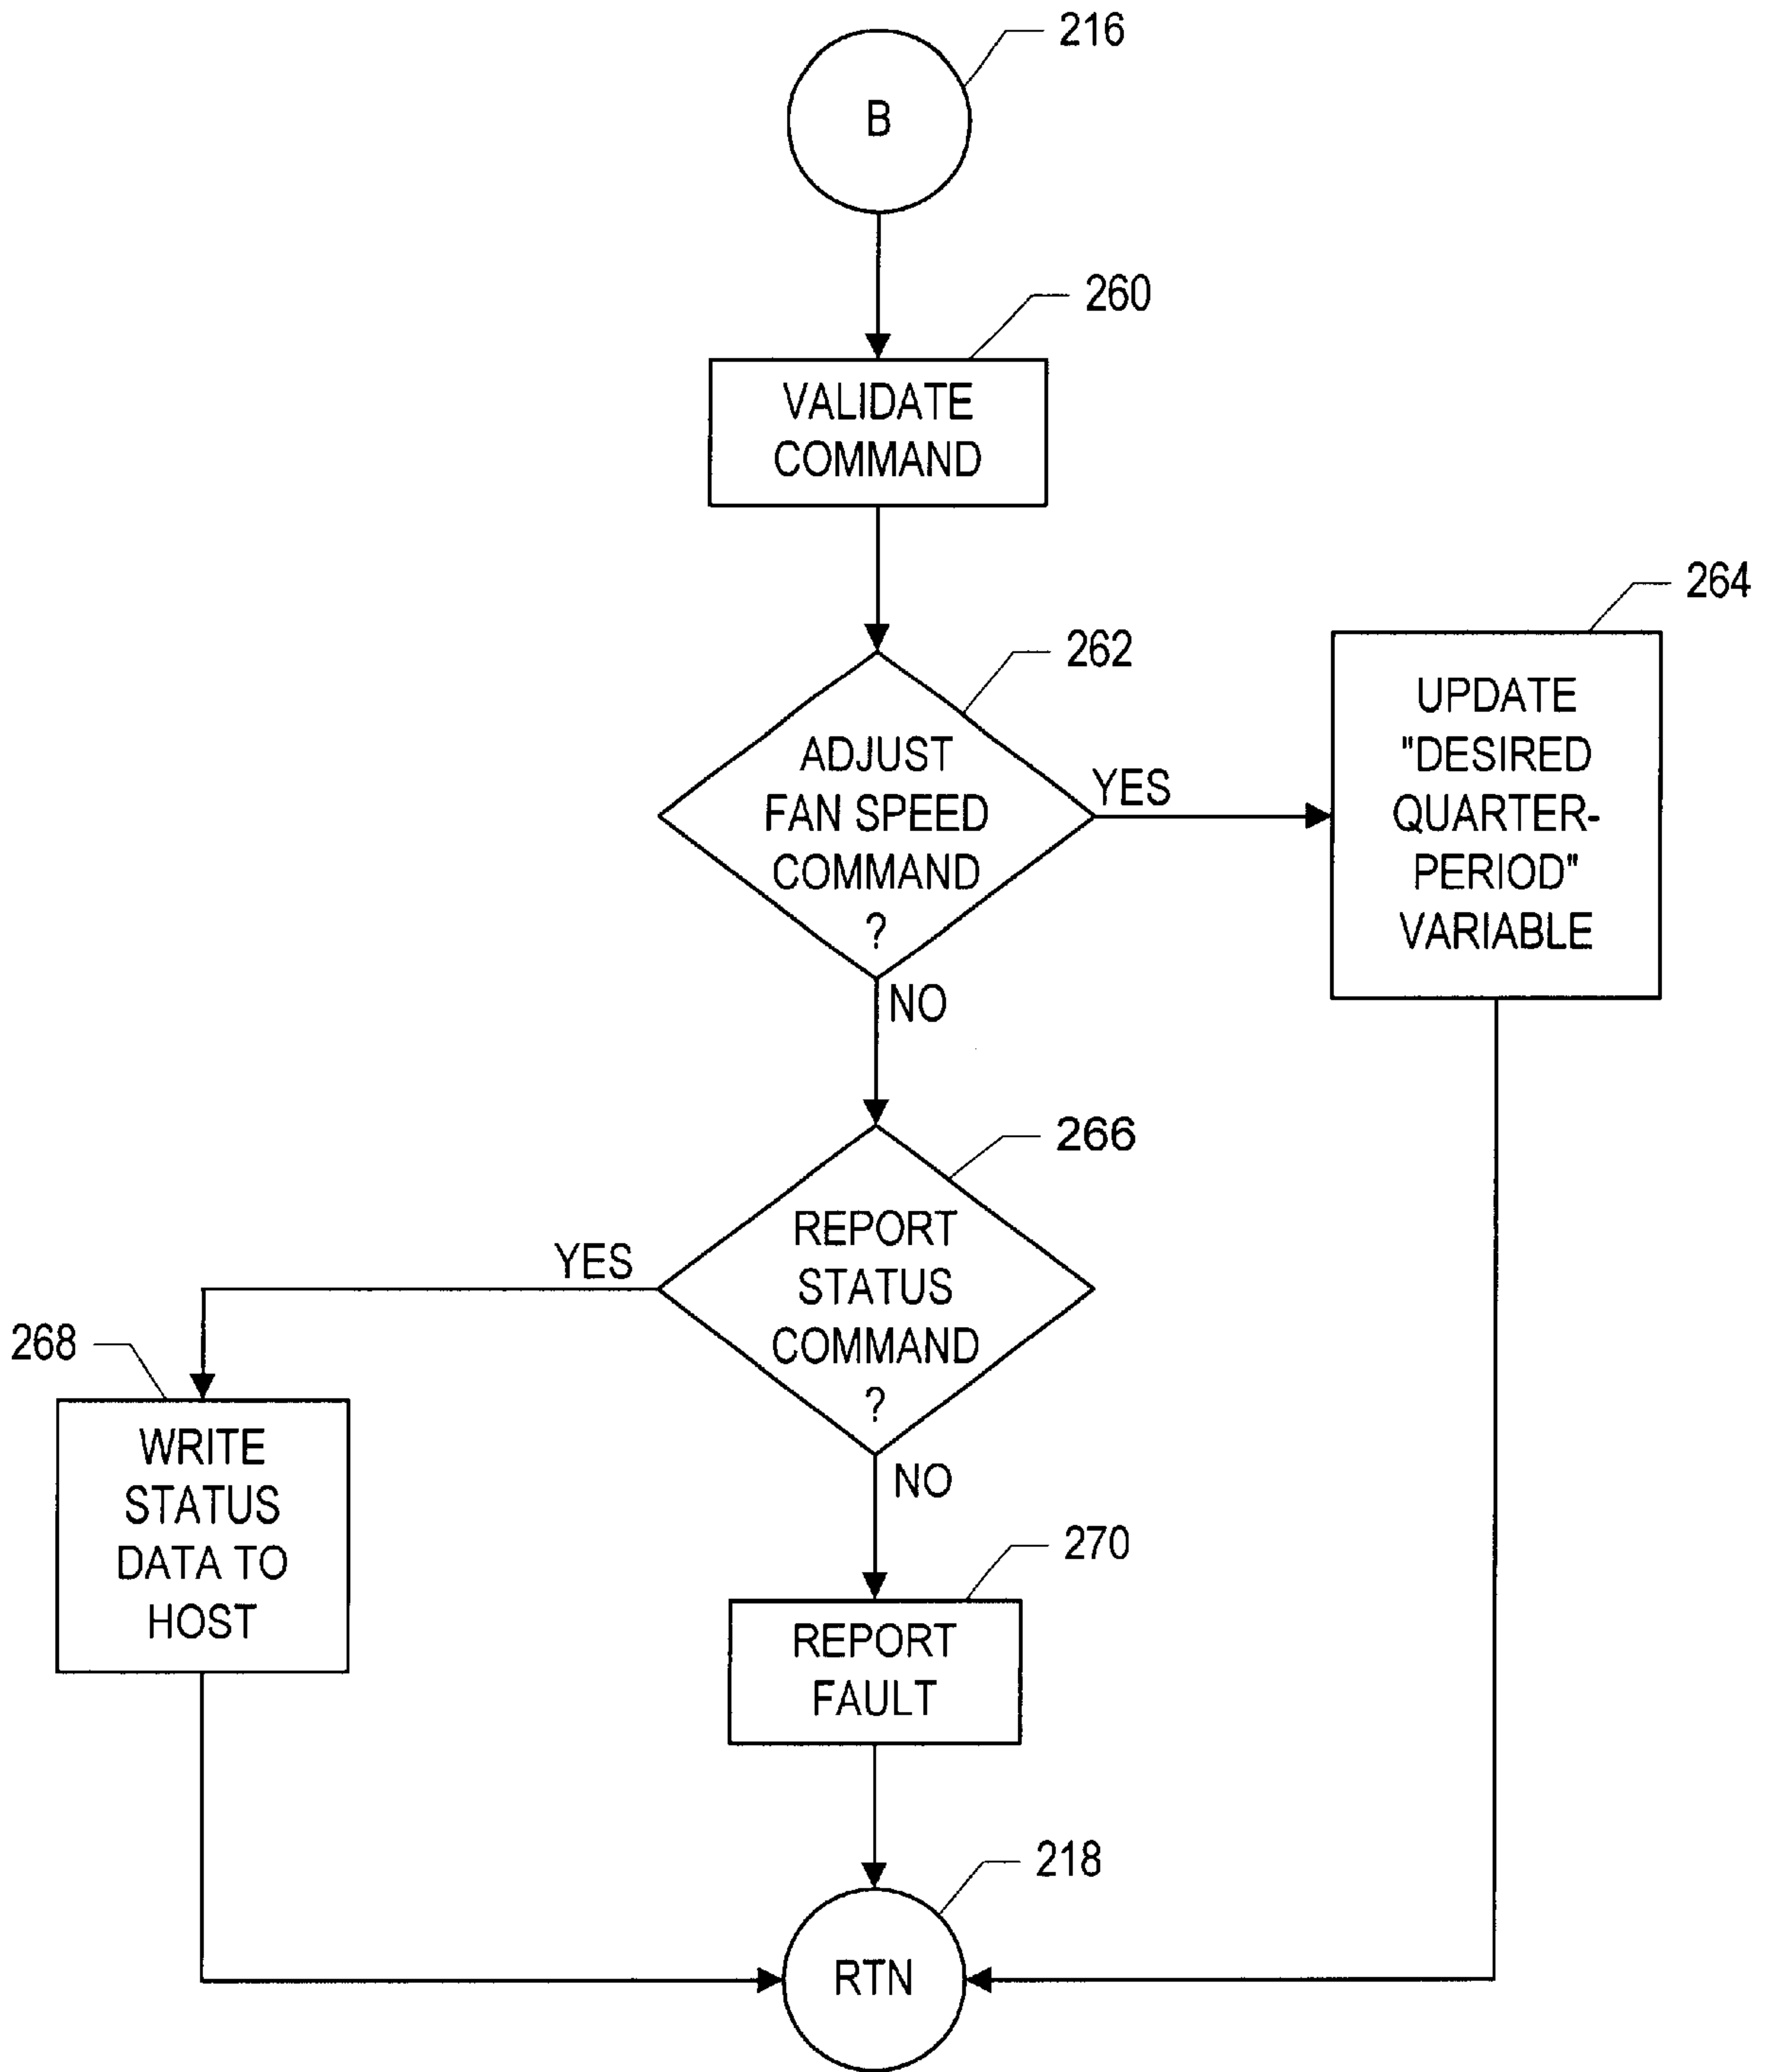 216
B
260
VALIDATE
COMMAND
264
262
UPDATE
"DESIRED
QUARTER-
PERIOD"
VARIABLE
ADJUST
FAN SPEED
COMMAND
?
YES
NO
266
REPORT
STATUS
COMMAND
?
YES
268
WRITE
STATUS
DATA TO
HOST
NO
270
REPORT
FAULT
218
RTN